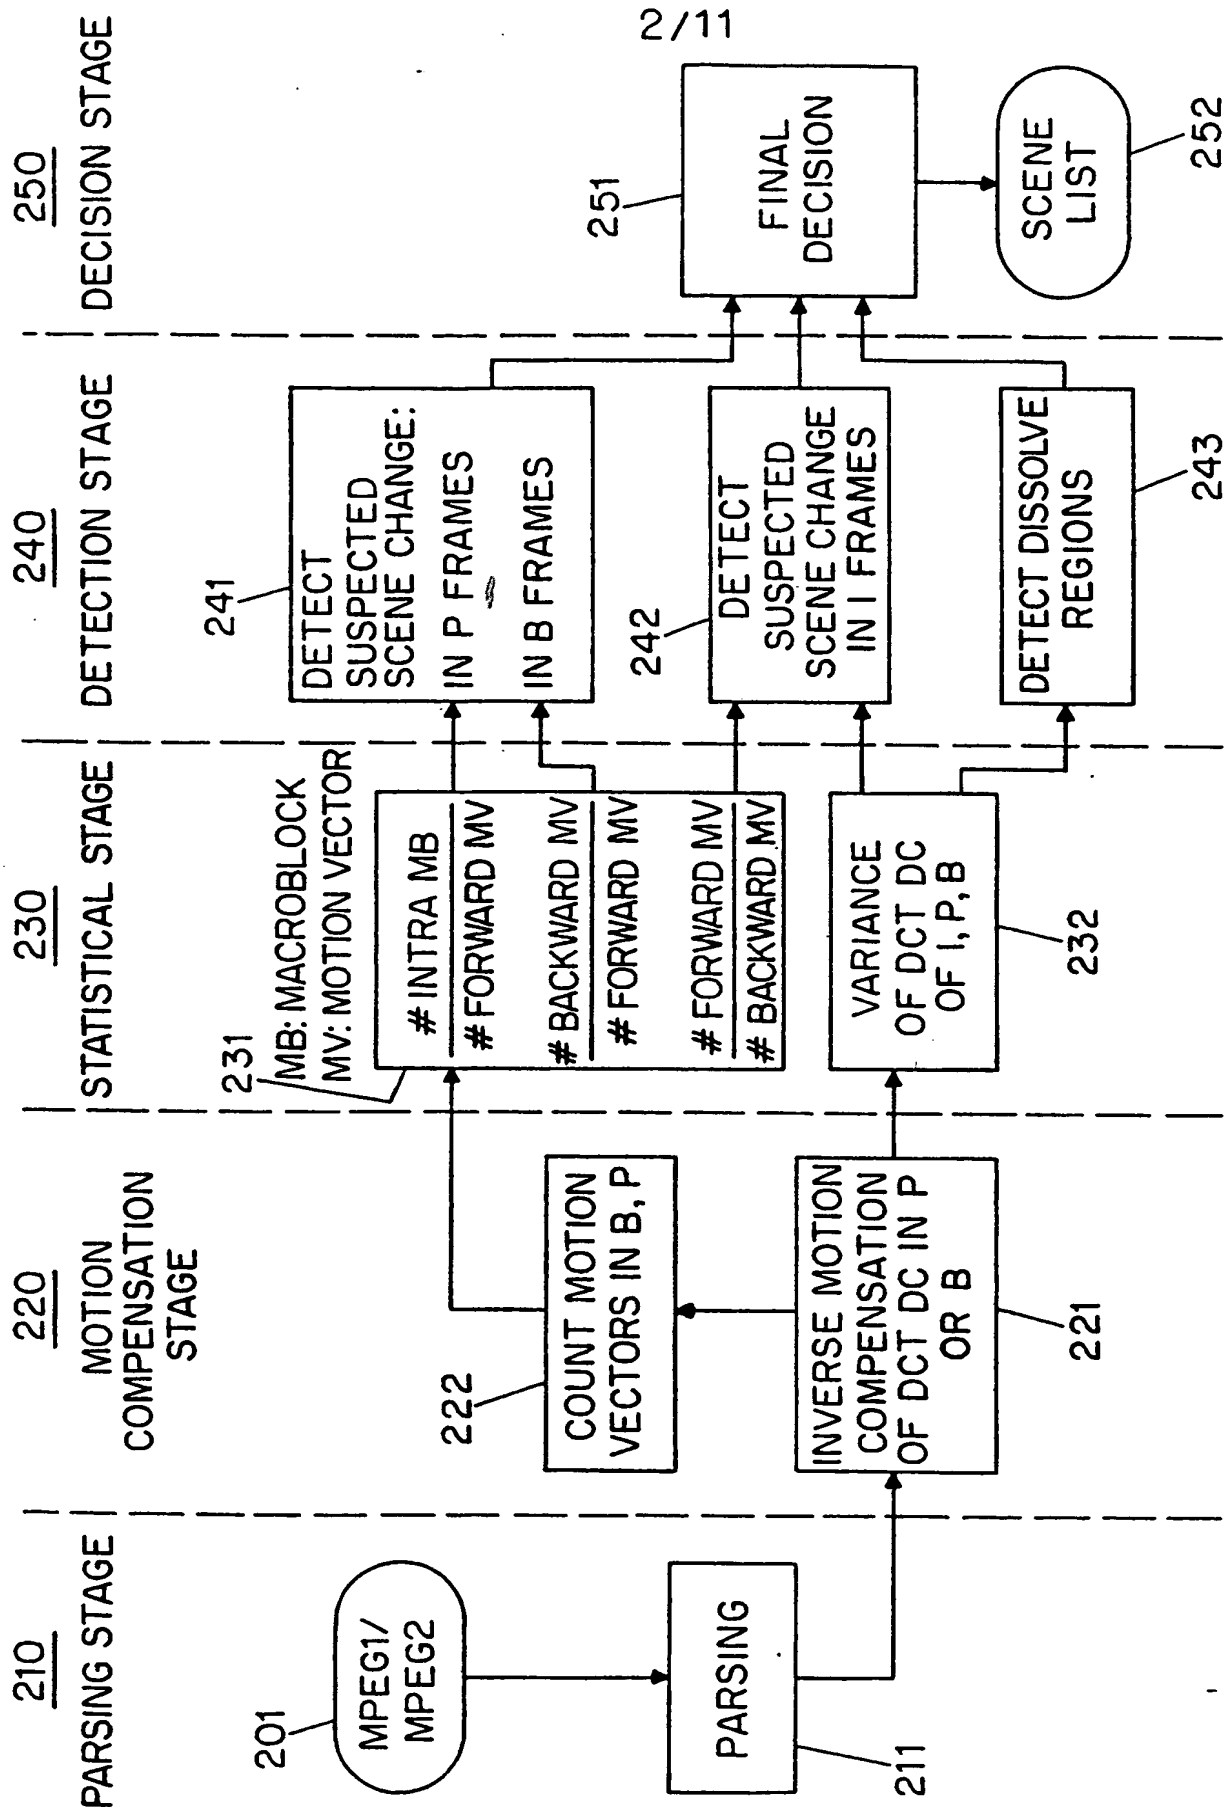 2/11
210
PARSING STAGE
201
MPEG1/
MPEG2
PARSING
211
220
MOTION
COMPENSATION
STAGE
222
COUNT MOTION
VECTORS IN B, P
INVERSE MOTION
COMPENSATION
OF DCT DC IN P
OR B
221
230
STATISTICAL STAGE
231
MB: MACROBLOCK
MV: MOTION VECTOR
# INTRA MB
# FORWARD MV
# BACKWARD MV
# FORWARD MV
# FORWARD MV
# BACKWARD MV
VARIANCE
OF DCT DC
OF I, P, B
232
240
DETECTION STAGE
241
DETECT
SUSPECTED
SCENE CHANGE:
IN P FRAMES
IN B FRAMES
242
DETECT
SUSPECTED
SCENE CHANGE
IN I FRAMES
DETECT DISSOLVE
REGIONS
243
250
DECISION STAGE
251
FINAL
DECISION
SCENE
LIST
252